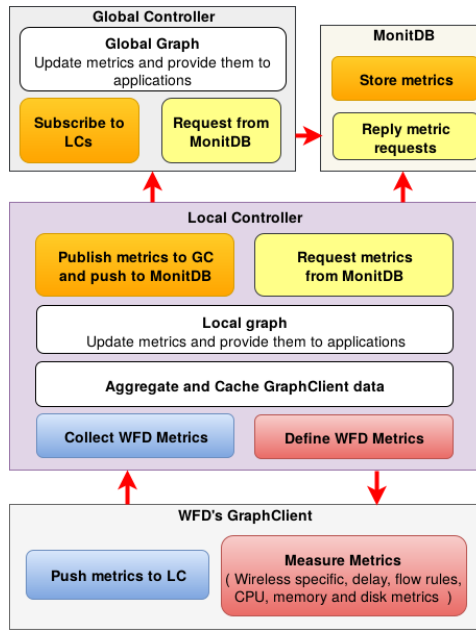 Global Controller
Global Graph
Update metrics and provide them to
applications
Subscribe to
LCs
Request from
MonitDB
MonitDB
Store metrics
Reply metric
requests
Local Controller
Publish metrics to GC
and push to MonitDB
Request metrics
from MonitDB
Local graph
Update metrics and provide them to applications
Aggregate and Cache GraphClient data
Collect WFD Metrics
Define WFD Metrics
WFD's GraphClient
Push metrics to LC
Measure Metrics
( Wireless specific, delay, flow rules,
CPU, memory and disk metrics )